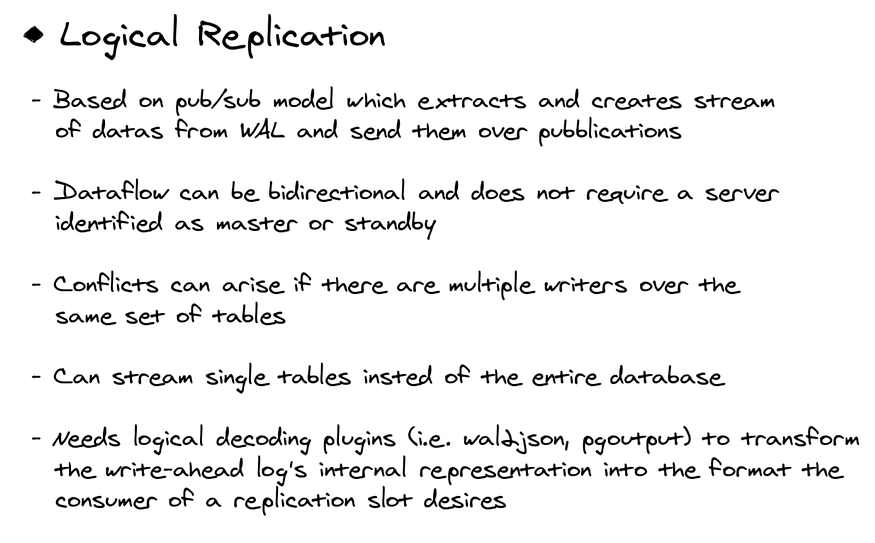 ◆ Logical Replication
- Based on pub/sub model which extracts and creates stream
of datas from WAL and send them over pubblications
- Dataflow can be bidirectional and does not require a server
identified as master or standby
- Conflicts can arise if there are multiple writers over the
same set of tables
- Can stream single tables insted of the entire database
- Needs logical decoding plugins (i.e. wal2json, pgoutput) to transform
the write-ahead log's internal representation into the format the
consumer of a replication slot desires